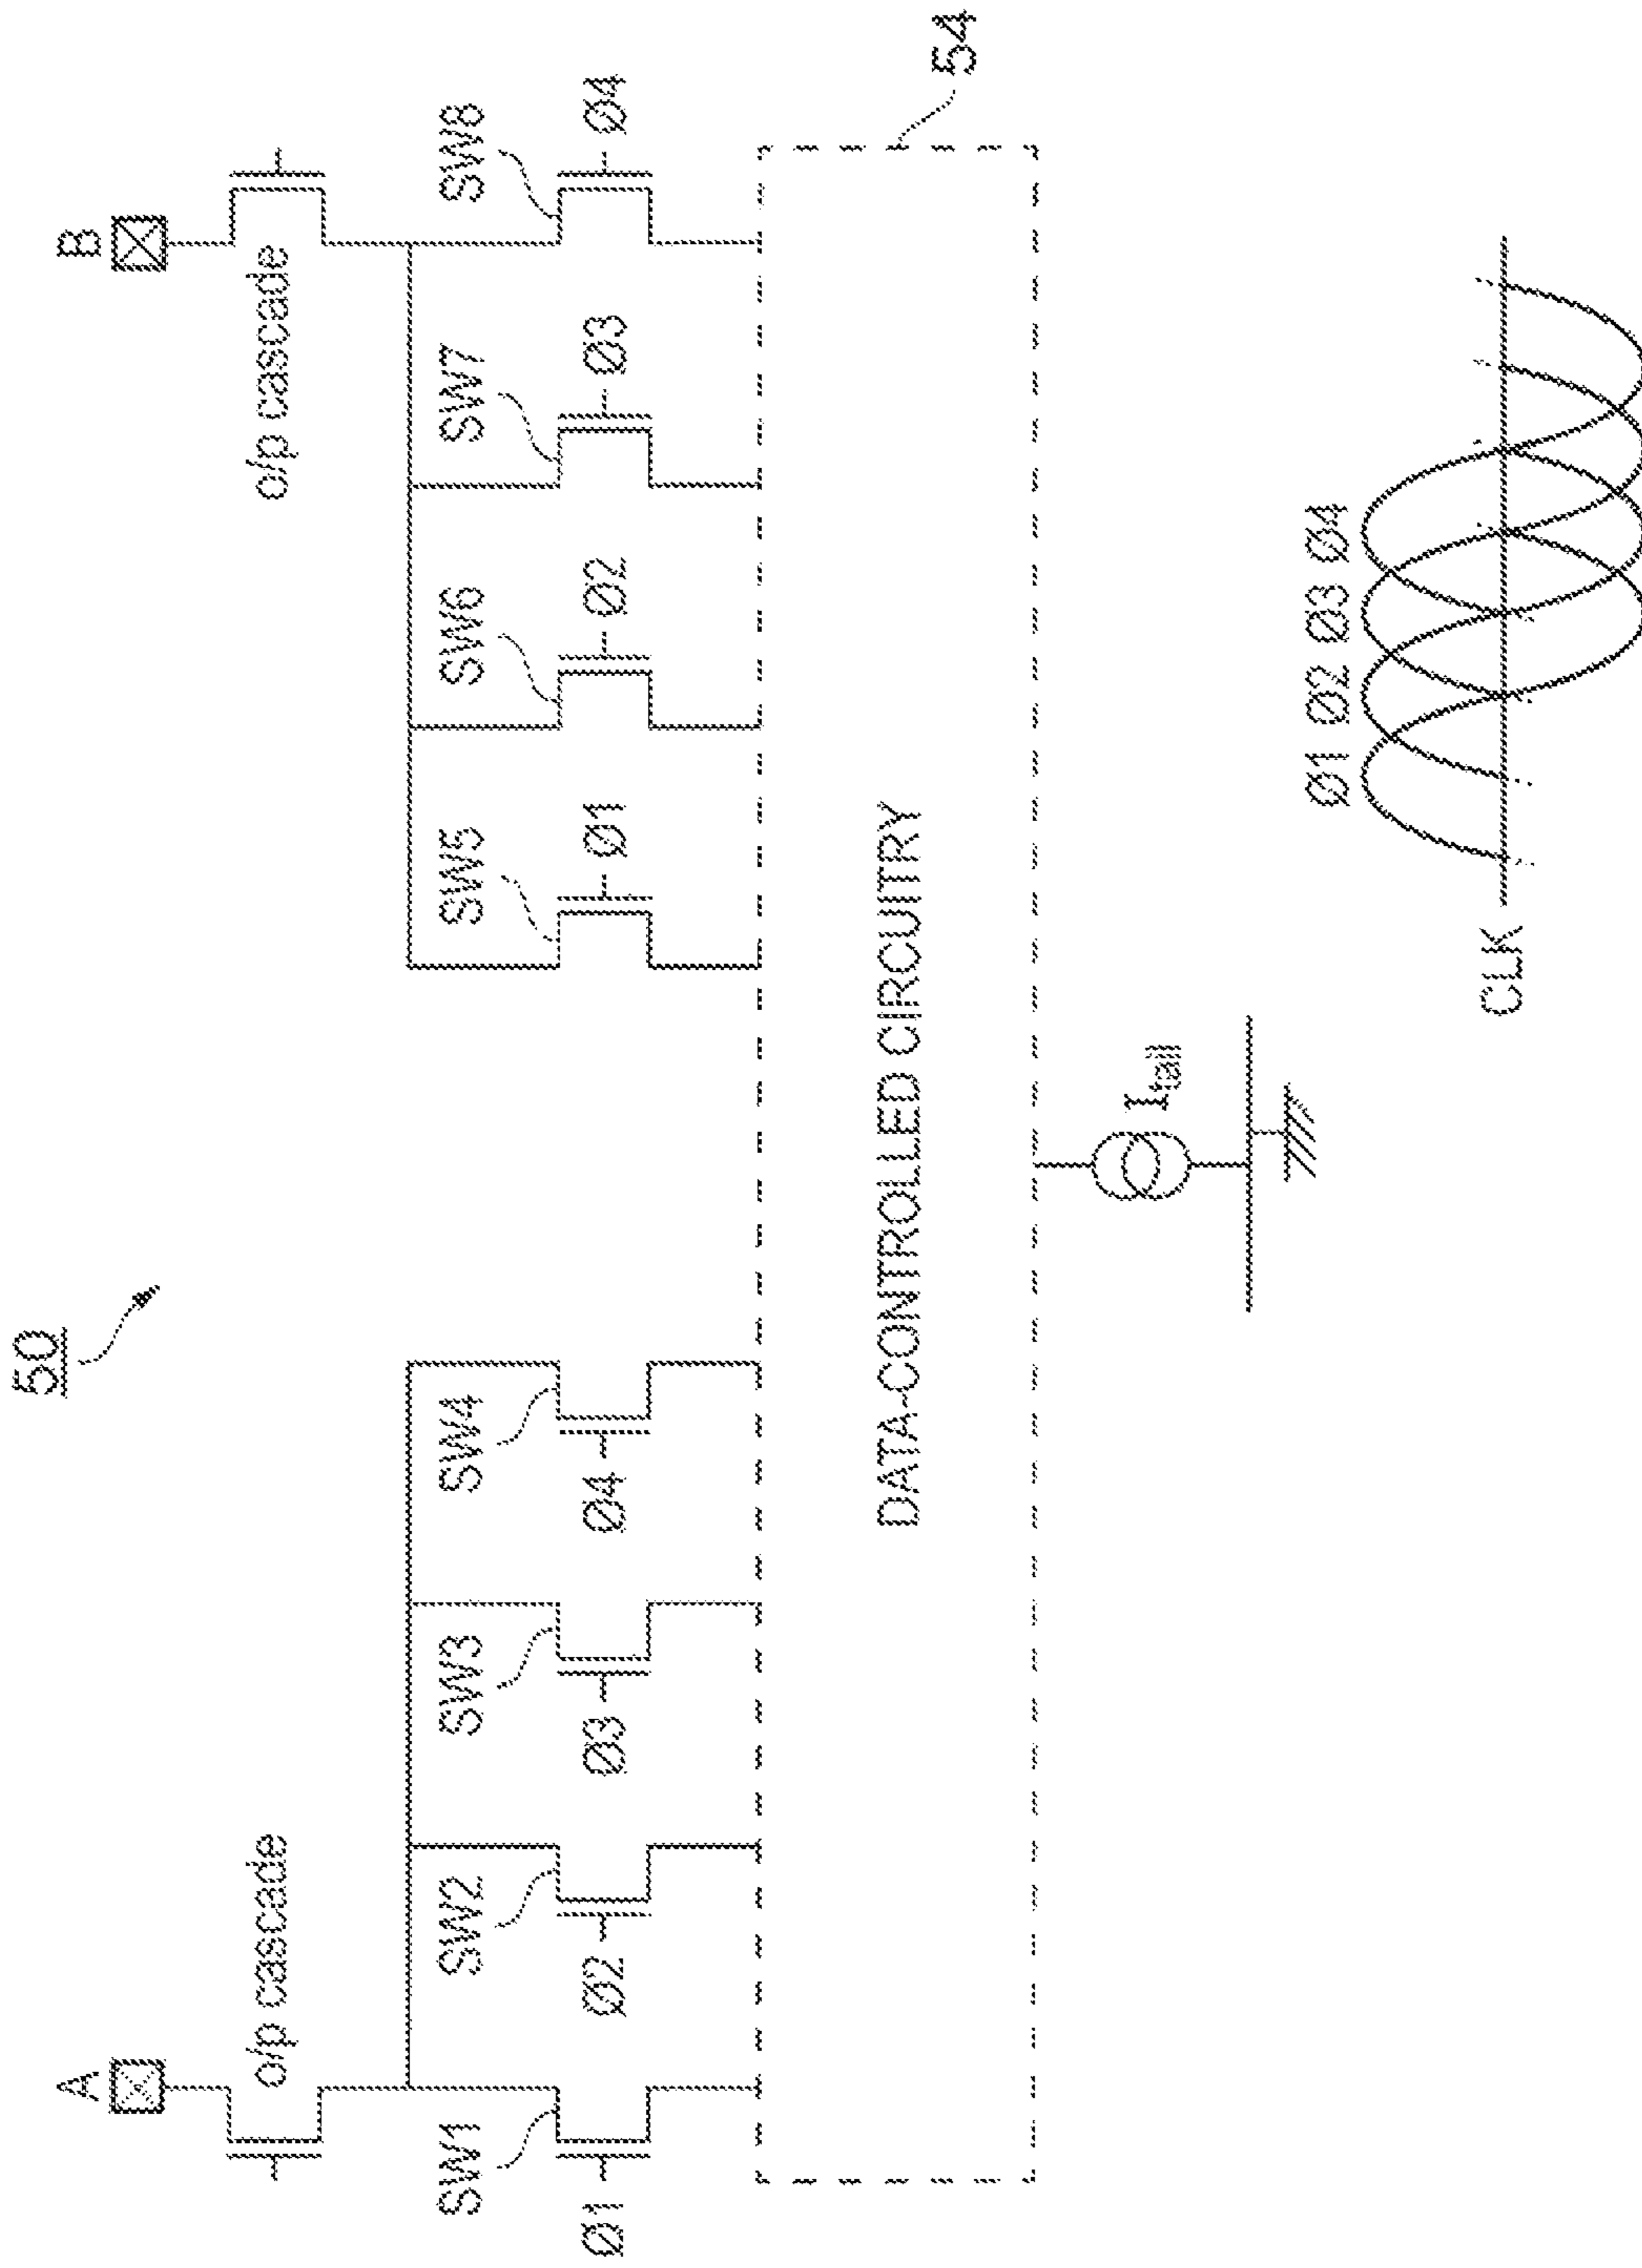 50
A
B
o/p cascade
o/p cascade
SW1
SW2
SW3
SW4
SW5
SW6
SW7
SW8
Ø1
Ø2
Ø3
Ø4
Ø1
Ø2
Ø3
Ø4
54
DATA-CONTROLLED CIRCUITRY
Itail
Ø1 Ø2 Ø3 Ø4
CLK